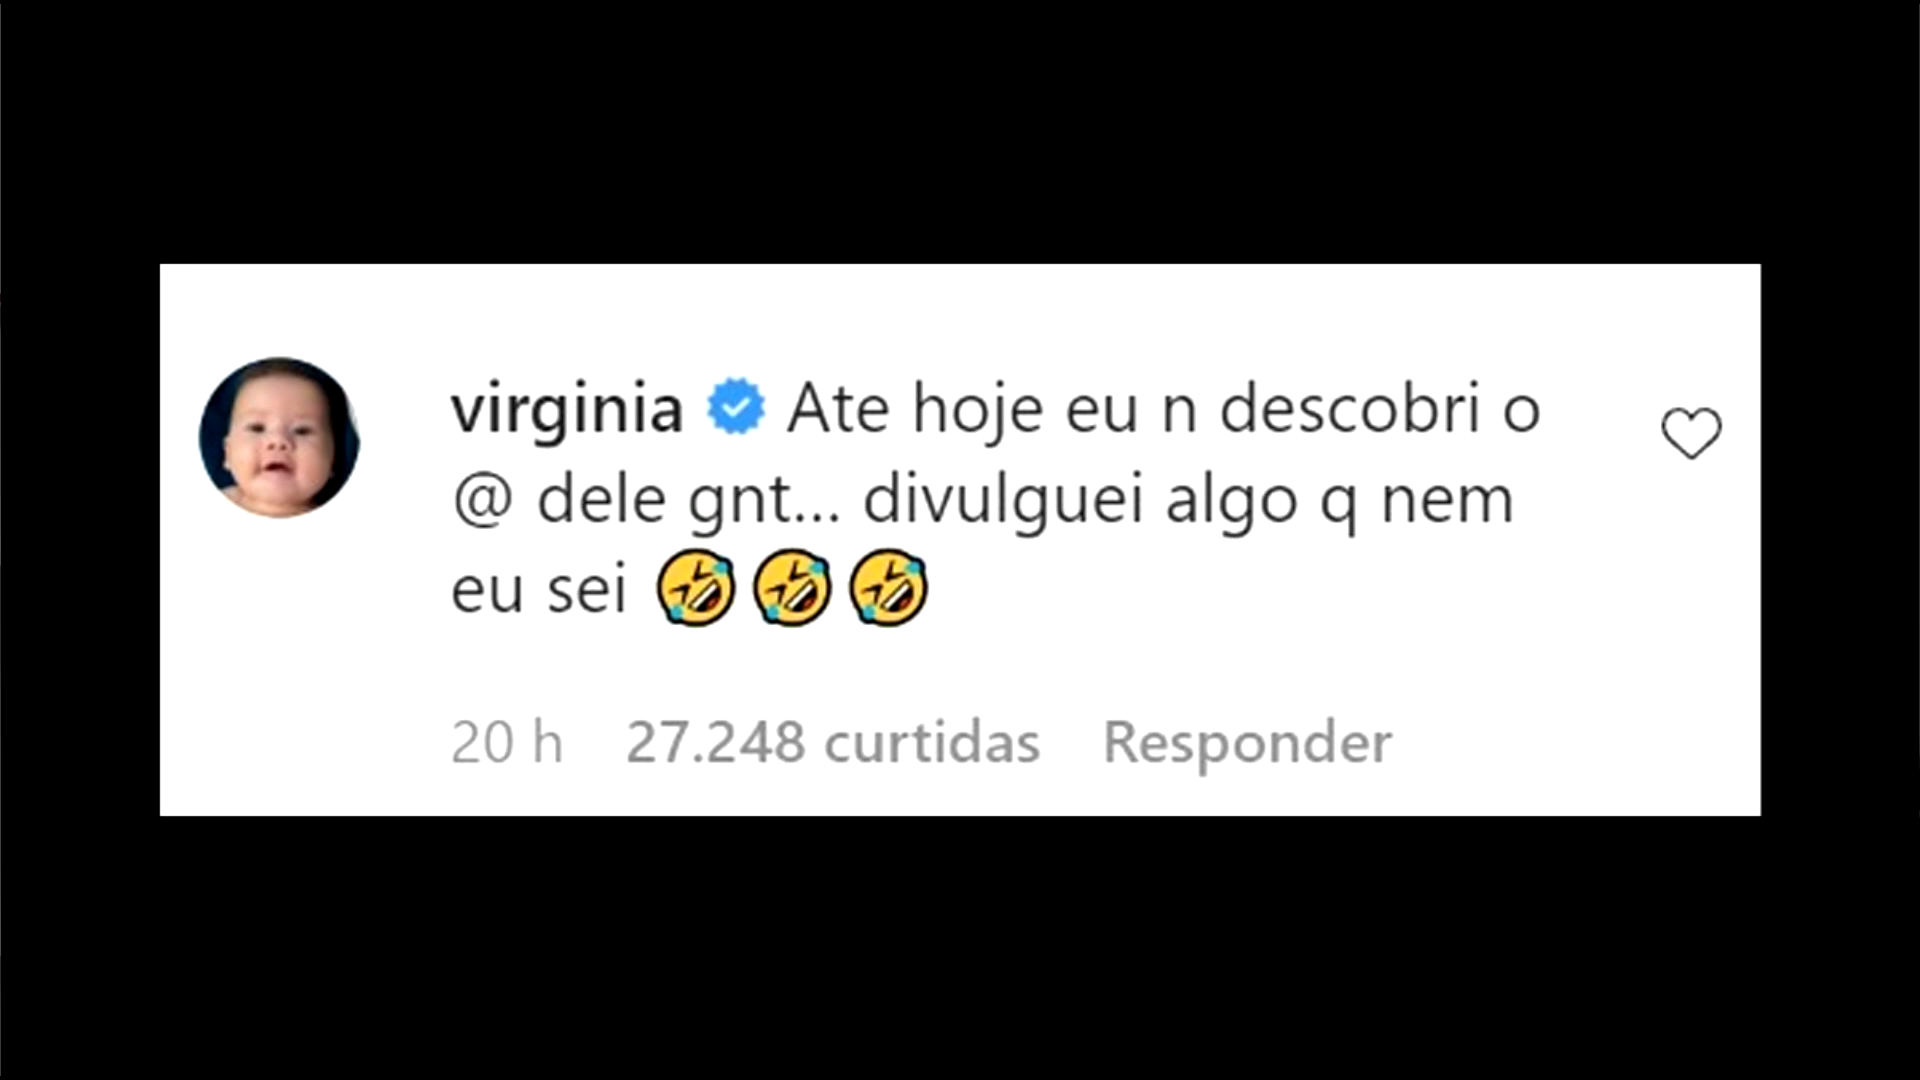 virginia Ate hoje eu n descobri o
@ dele gnt... divulguei algo q nem
eu sei 🤣🤣🤣
20 h 27.248 curtidas Responder